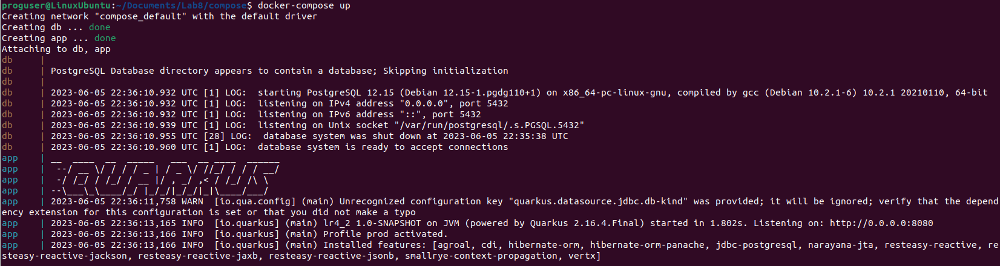 proguser@LinuxUbuntu:~/Documents/Lab8/compose$ docker-compose up
Creating network "compose_default" with the default driver
Creating db ... done
Creating app ... done
Attaching to db, app
db     |
db     | PostgreSQL Database directory appears to contain a database; Skipping initialization
db     |
db     | 2023-06-05 22:36:10.932 UTC [1] LOG:  starting PostgreSQL 12.15 (Debian 12.15-1.pgdg110+1) on x86_64-pc-linux-gnu, compiled by gcc (Debian 10.2.1-6) 10.2.1 20210110, 64-bit
db     | 2023-06-05 22:36:10.932 UTC [1] LOG:  listening on IPv4 address "0.0.0.0", port 5432
db     | 2023-06-05 22:36:10.932 UTC [1] LOG:  listening on IPv6 address "::", port 5432
db     | 2023-06-05 22:36:10.939 UTC [1] LOG:  listening on Unix socket "/var/run/postgresql/.s.PGSQL.5432"
db     | 2023-06-05 22:36:10.955 UTC [28] LOG:  database system was shut down at 2023-06-05 22:35:38 UTC
db     | 2023-06-05 22:36:10.960 UTC [1] LOG:  database system is ready to accept connections
app    | __  ____  __  _____   ___  __ ____  ______
app    |  --/ __ \/ / / / _ | / _ \/ //_/ / / / __/
app    |  -/ /_/ / /_/ / __ |/ , _/ ,< / /_/ /\ \
app    | --\___\_\____/_/ |_/_/|_/_/|_|\____/___/
app    | 2023-06-05 22:36:11,758 WARN  [io.qua.config] (main) Unrecognized configuration key "quarkus.datasource.jdbc.db-kind" was provided; it will be ignored; verify that the depend
ency extension for this configuration is set or that you did not make a typo
app    | 2023-06-05 22:36:13,165 INFO  [io.quarkus] (main) lr4_2 1.0-SNAPSHOT on JVM (powered by Quarkus 2.16.4.Final) started in 1.802s. Listening on: http://0.0.0.0:8080
app    | 2023-06-05 22:36:13,166 INFO  [io.quarkus] (main) Profile prod activated.
app    | 2023-06-05 22:36:13,166 INFO  [io.quarkus] (main) Installed features: [agroal, cdi, hibernate-orm, hibernate-orm-panache, jdbc-postgresql, narayana-jta, resteasy-reactive, re
steasy-reactive-jackson, resteasy-reactive-jaxb, resteasy-reactive-jsonb, smallrye-context-propagation, vertx]